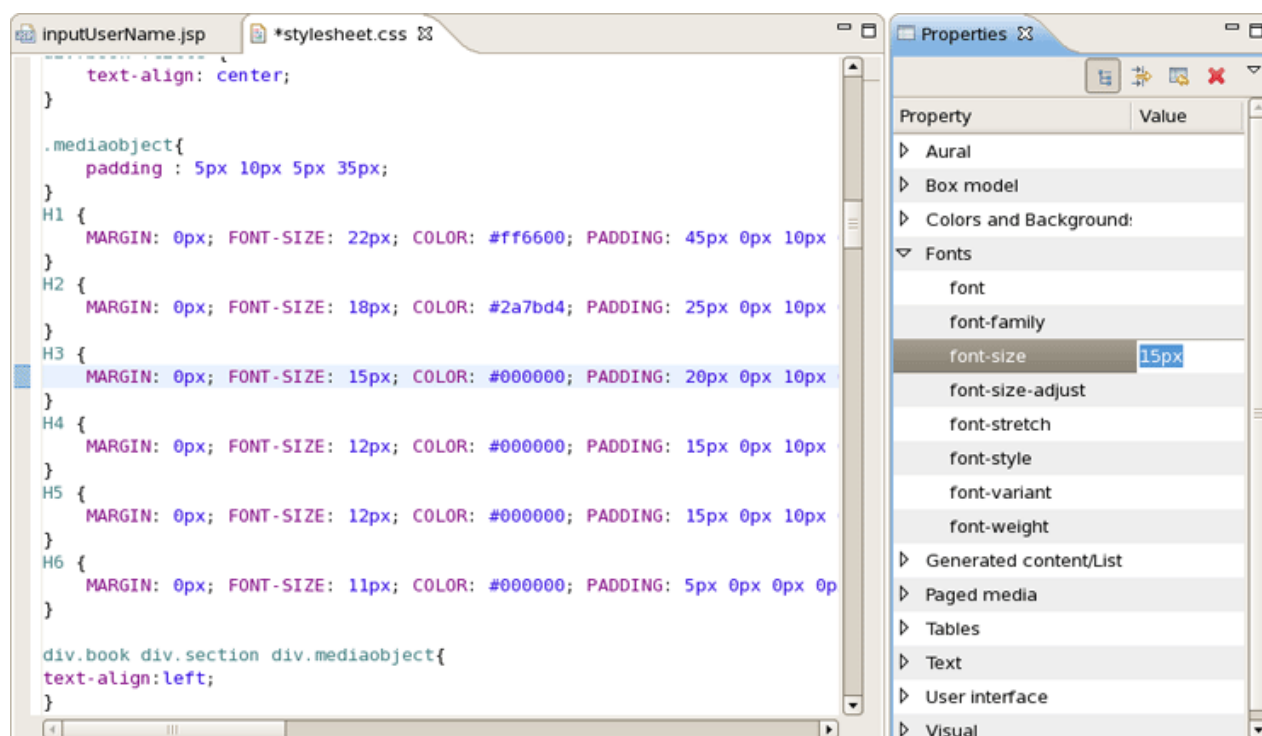 inputUserName.jsp
*stylesheet.css
text-align: center;
}
.mediaobject{
padding : 5px 10px 5px 35px;
}
H1 {
MARGIN: 0px; FONT-SIZE: 22px; COLOR: #ff6600; PADDING: 45px 0px 10px
}
H2 {
MARGIN: 0px; FONT-SIZE: 18px; COLOR: #2a7bd4; PADDING: 25px 0px 10px
}
H3 {
MARGIN: 0px; FONT-SIZE: 15px; COLOR: #000000; PADDING: 20px 0px 10px
}
H4 {
MARGIN: 0px; FONT-SIZE: 12px; COLOR: #000000; PADDING: 15px 0px 10px
}
H5 {
MARGIN: 0px; FONT-SIZE: 12px; COLOR: #000000; PADDING: 15px 0px 10px
}
H6 {
MARGIN: 0px; FONT-SIZE: 11px; COLOR: #000000; PADDING: 5px 0px 0px 0p
}
div.book div.section div.mediaobject{
text-align:left;
}
Properties
Property Value
Aural
Box model
Colors and Background
Fonts
font
font-family
font-size 15px
font-size-adjust
font-stretch
font-style
font-variant
font-weight
Generated content/List
Paged media
Tables
Text
User interface
Visual